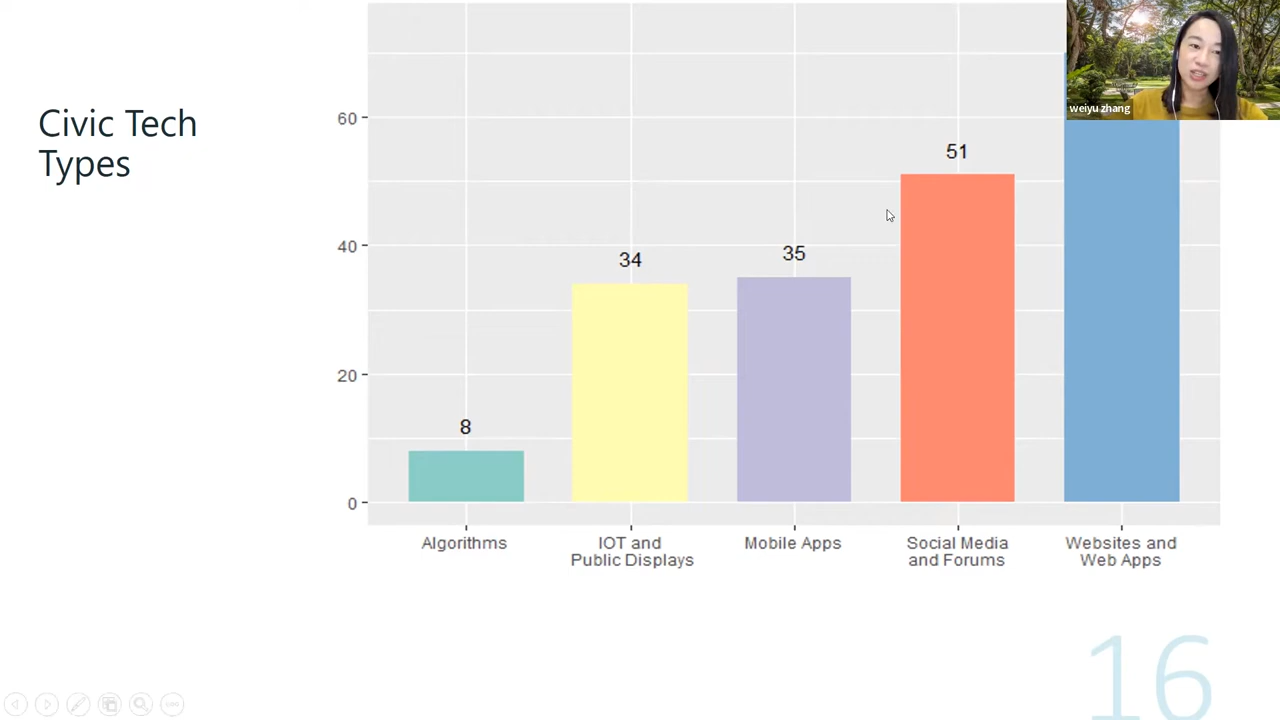 Civic Tech
Types
weiyu zhang
60
40
20
0
8
34
35
51
Algorithms
IOT and
Public Displays
Mobile Apps
Social Media
and Forums
Websites and
Web Apps
16